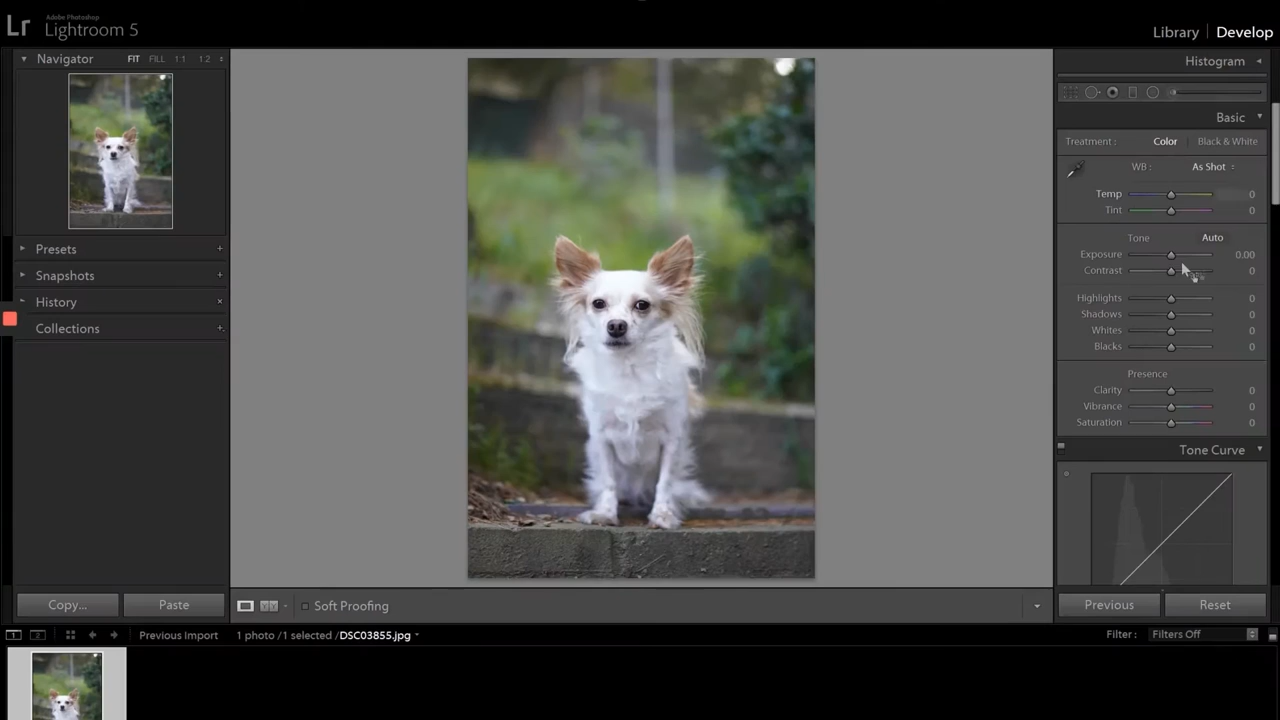 Lr
Adobe Photoshop
Lightroom 5
Library
Develop
Navigator FIT FILL 1:1 1:2
Presets +
Snapshots +
History ×
Collections +
Copy... Paste
Histogram
Basic
Treatment : Color Black & White
WB : As Shot
Temp 0
Tint 0
Tone Auto
Exposure 0.00
Contrast 0
Highlights 0
Shadows 0
Whites 0
Blacks 0
Presence
Clarity 0
Vibrance 0
Saturation 0
Tone Curve
Soft Proofing
Previous Reset
1 2 Previous Import 1 photo /1 selected /DSC03855.jpg Filter : Filters Off